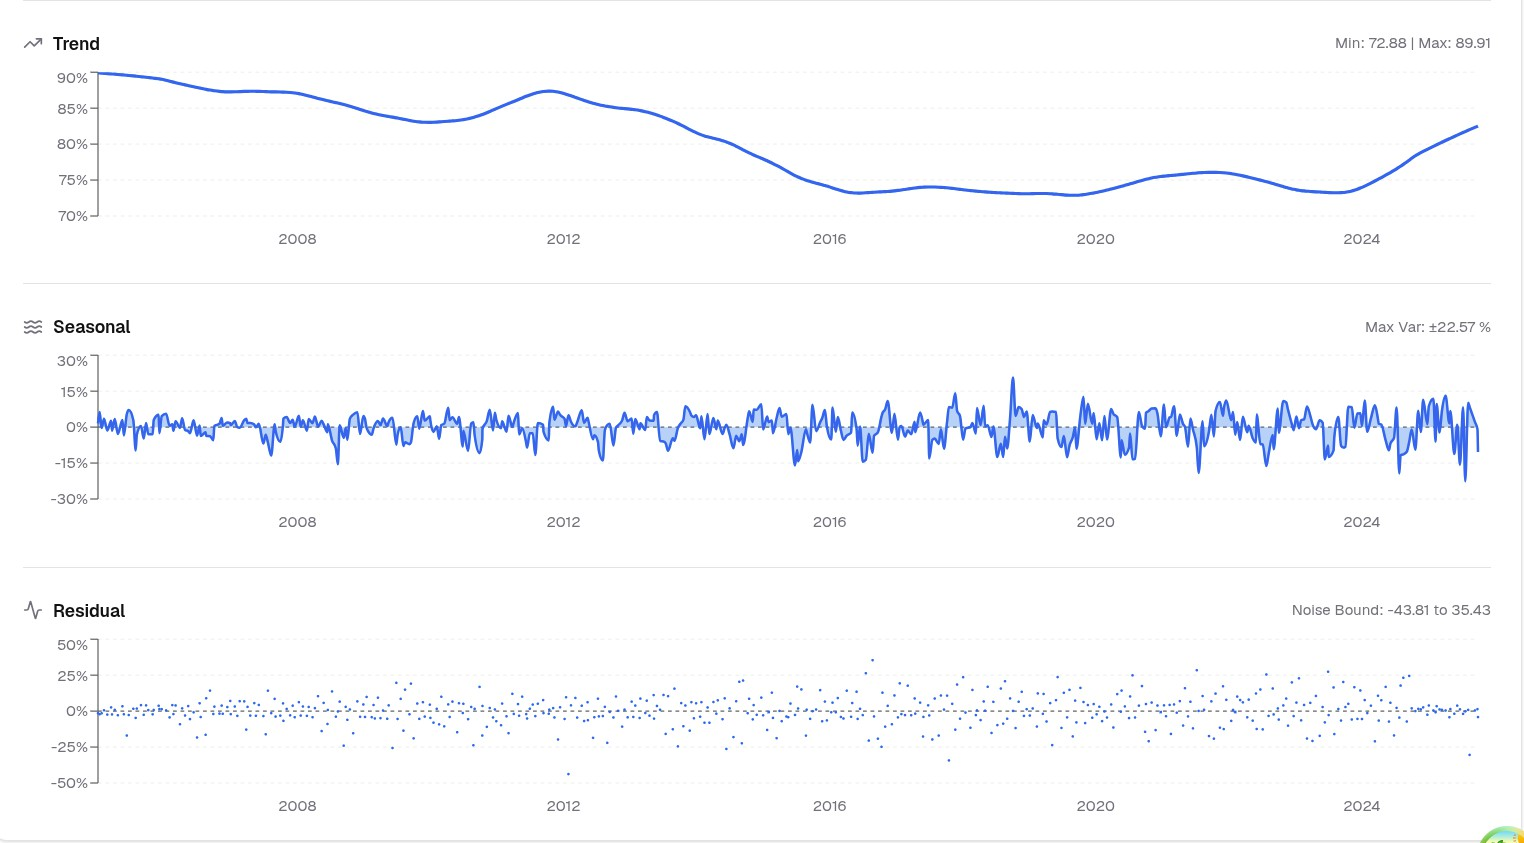 Trend
Min: 72.88 | Max: 89.91
90%
85%
80%
75%
70%
2008 2012 2016 2020 2024
Seasonal
Max Var: ±22.57 %
30%
15%
0%
-15%
-30%
2008 2012 2016 2020 2024
Residual
Noise Bound: -43.81 to 35.43
50%
25%
0%
-25%
-50%
2008 2012 2016 2020 2024